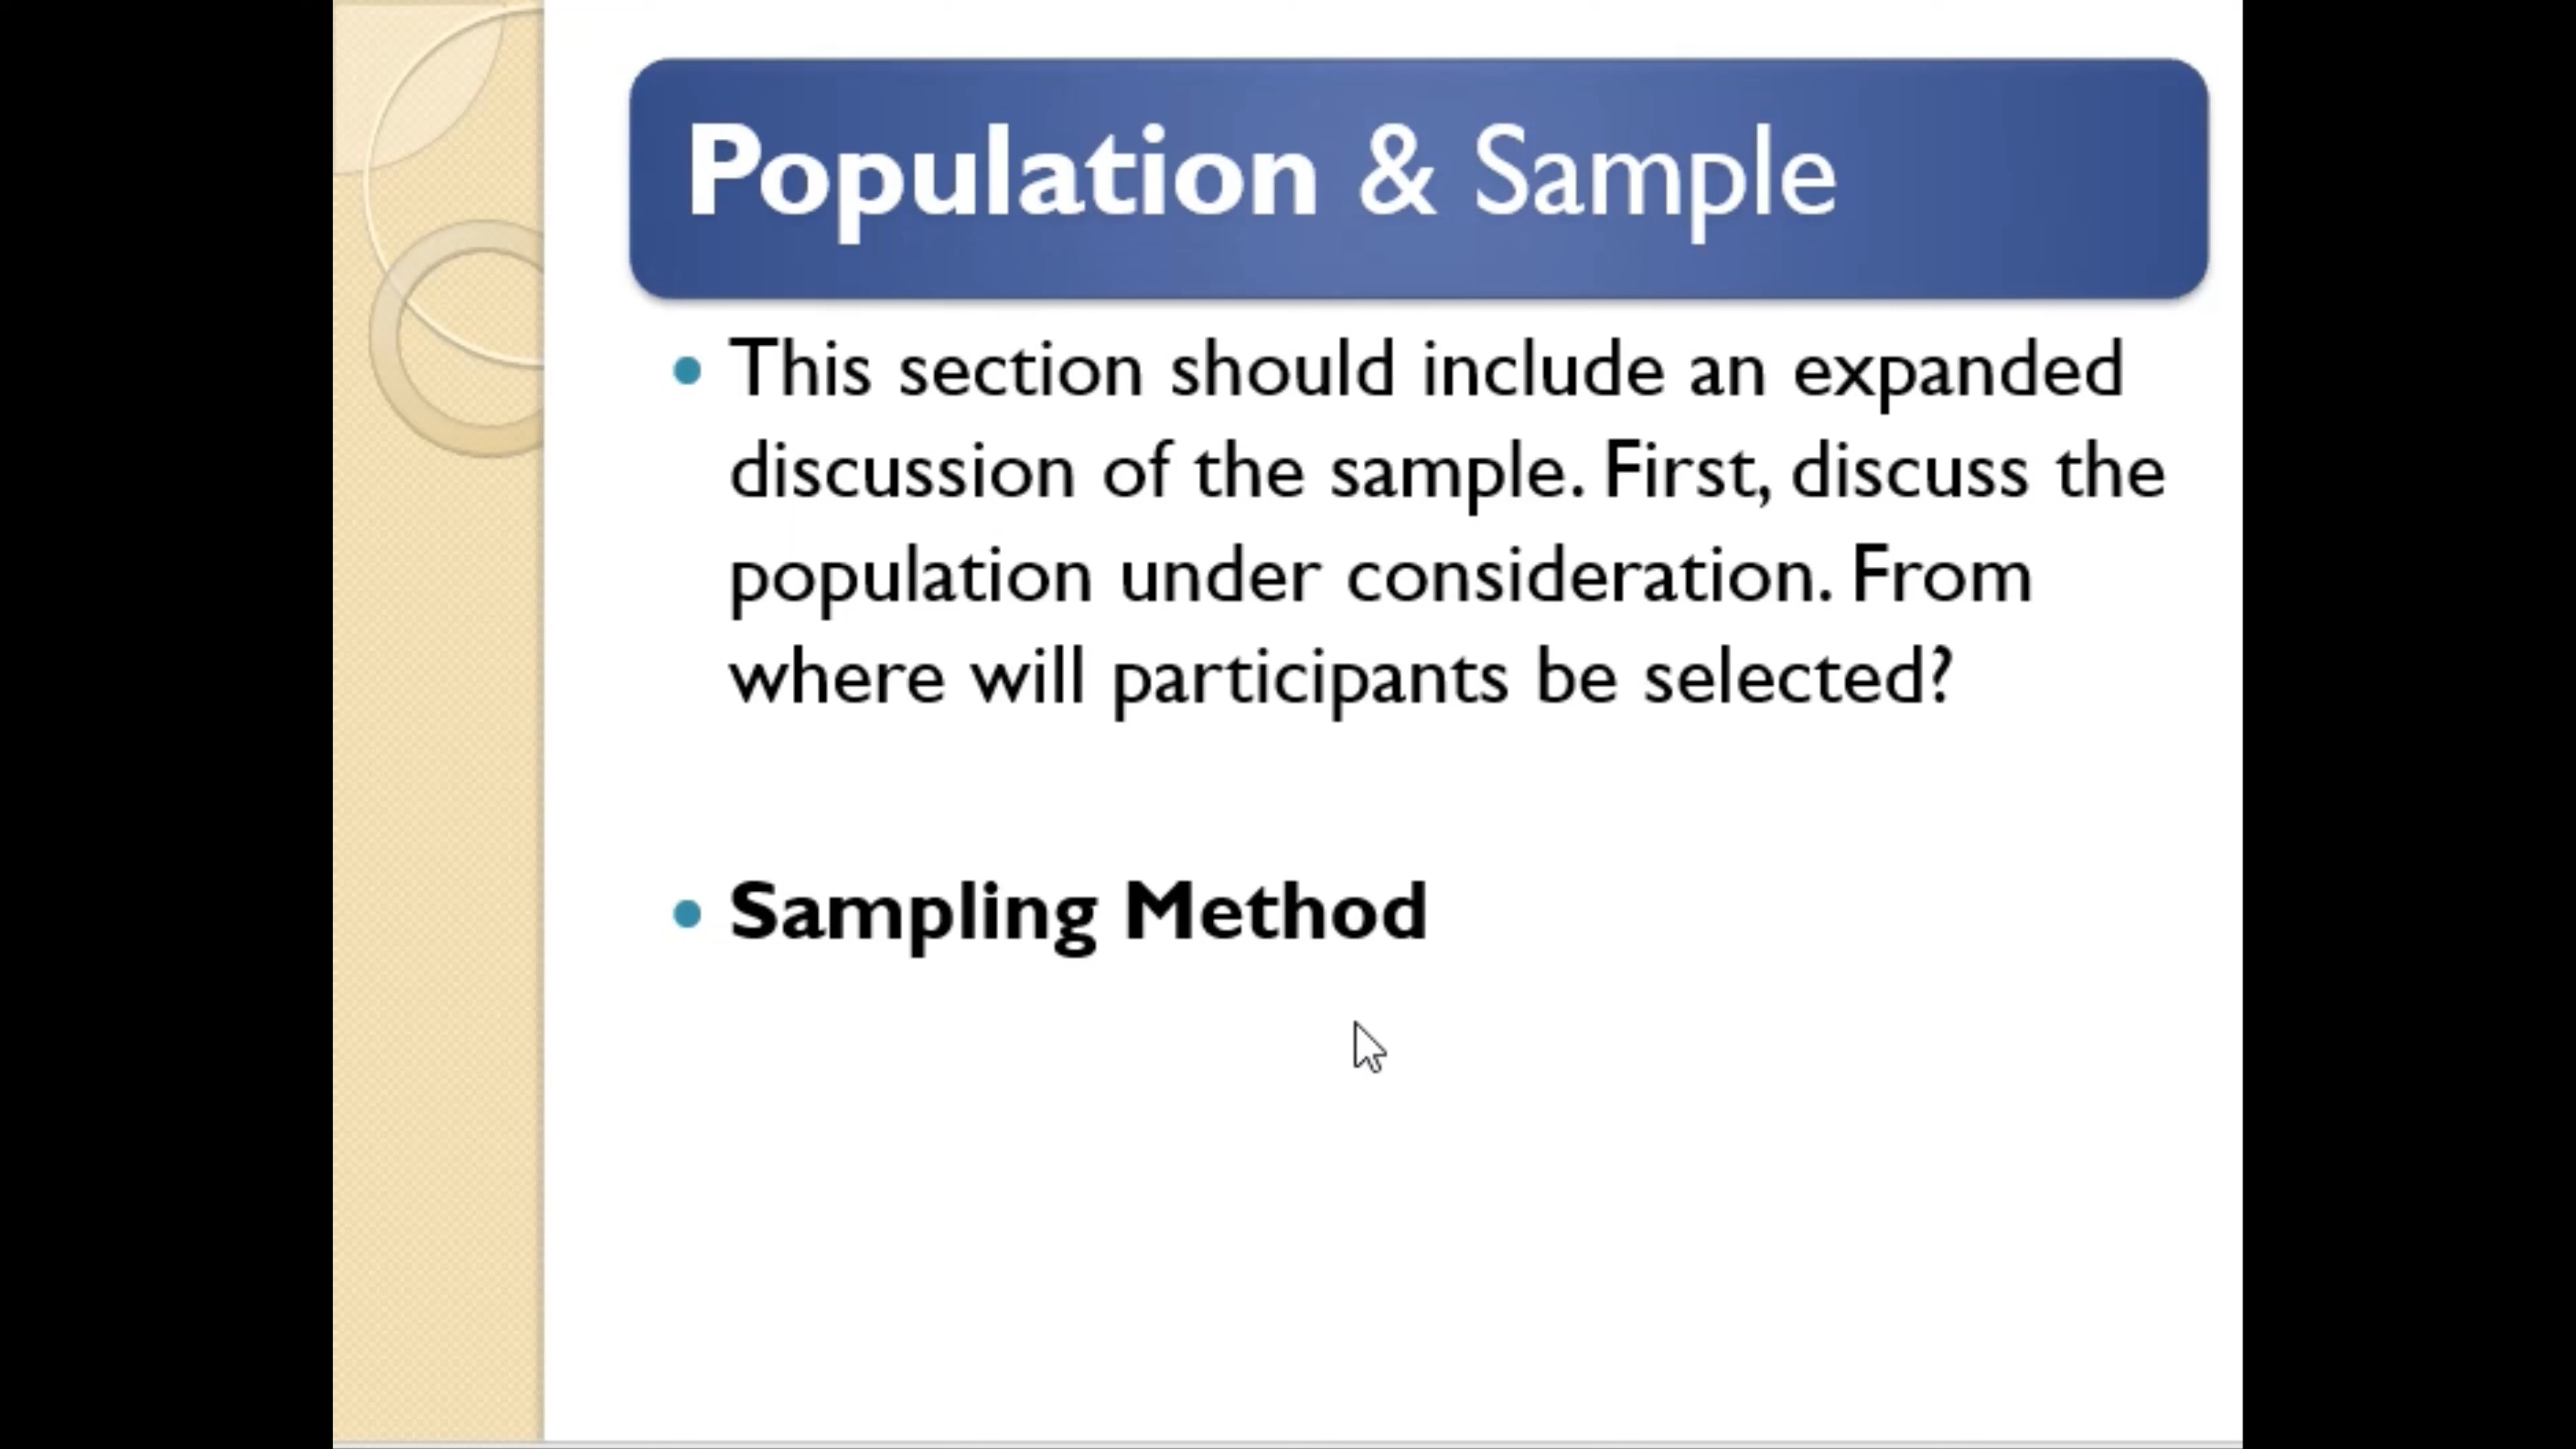 Population & Sample
• This section should include an expanded
discussion of the sample. First, discuss the
population under consideration. From
where will participants be selected?
• Sampling Method